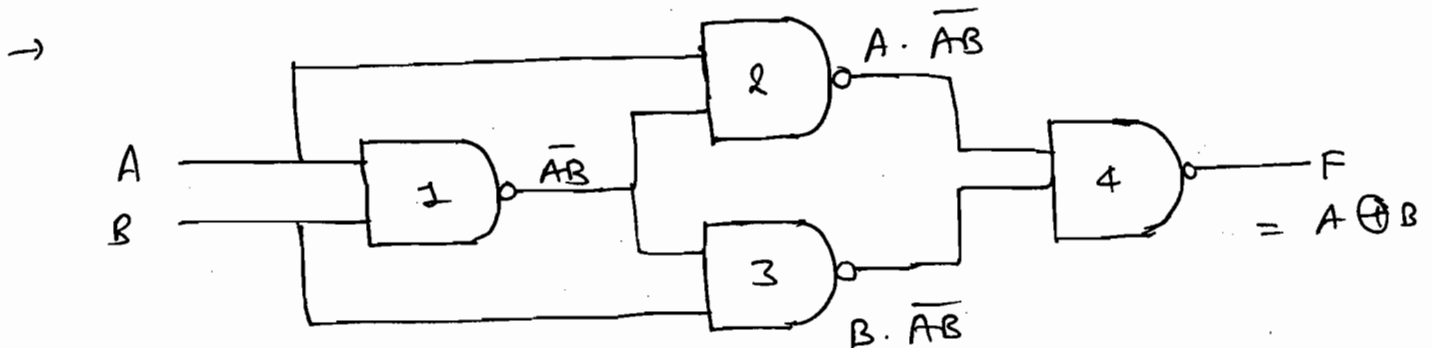 →
A . \overline{AB}
2
A
\overline{AB}
1
B
4
F
= A ⊕ B
3
B . \overline{AB}